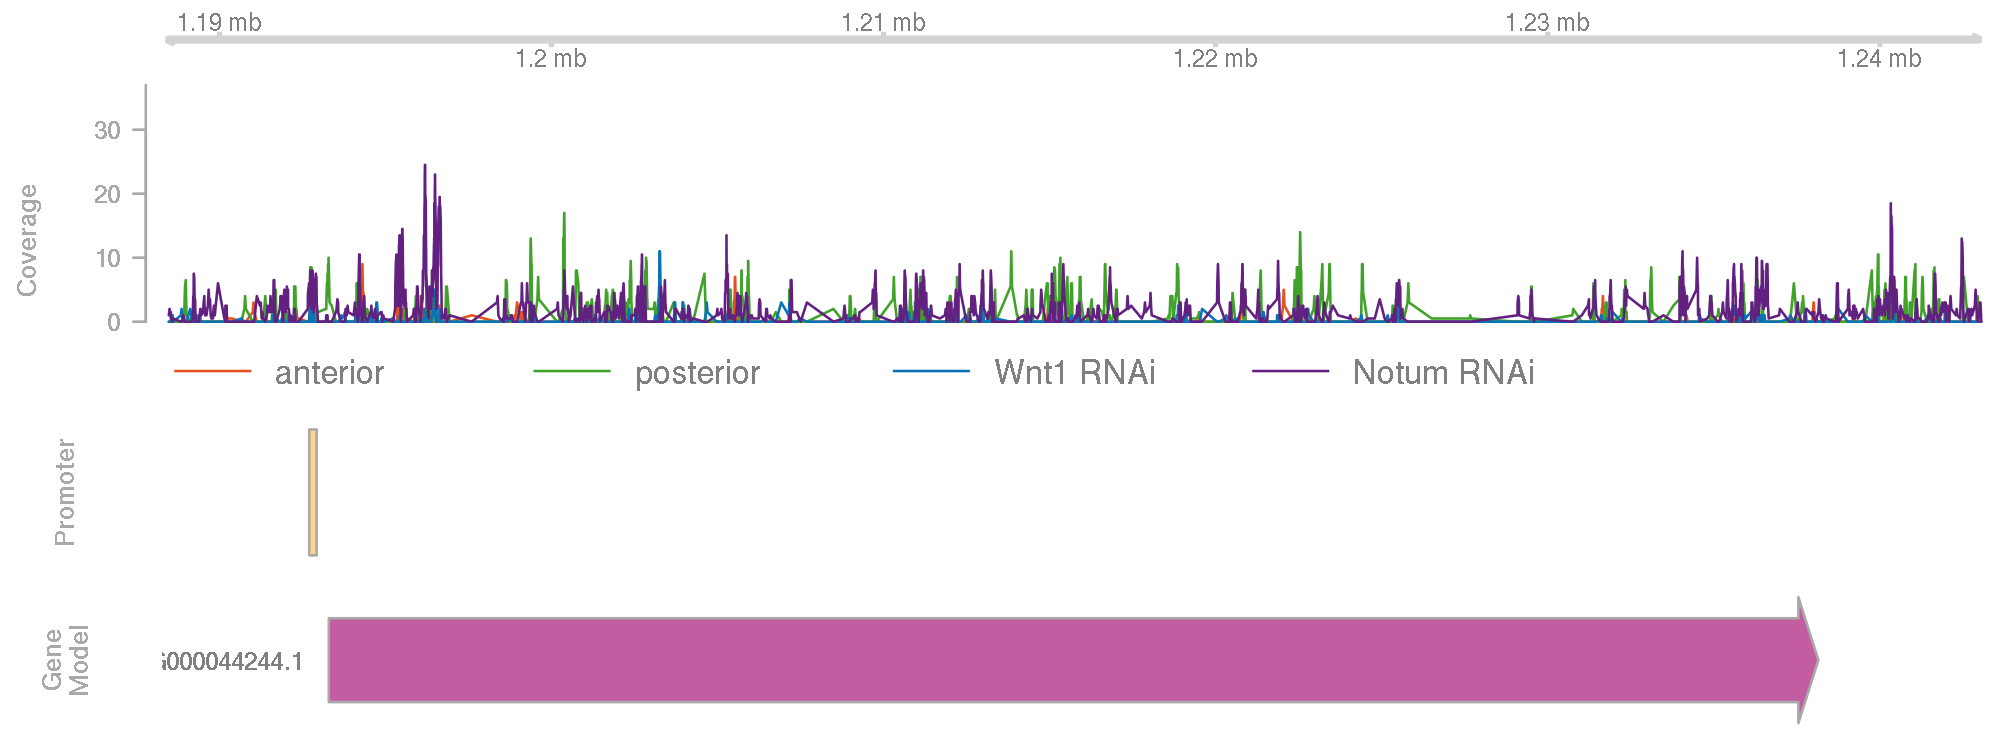 1.19 mb 1.21 mb 1.23 mb
1.2 mb 1.22 mb 1.24 mb
Coverage
30
20
10
0
anterior posterior Wnt1 RNAi Notum RNAi
Promoter
Gene
Model
000044244.1